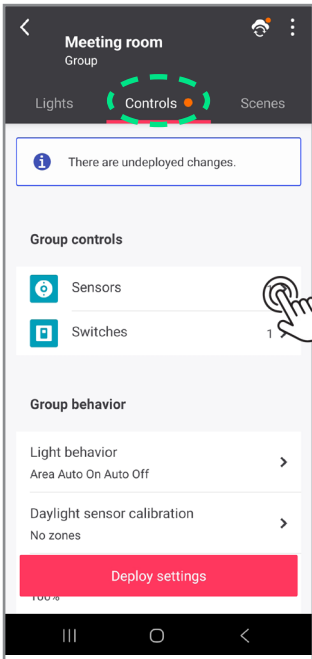 Meeting room
Group
Lights
Controls
Scenes
There are undeployed changes.
Group controls
Sensors
Switches
1
Group behavior
Light behavior
Area Auto On Auto Off
Daylight sensor calibration
No zones
Deploy settings
100%